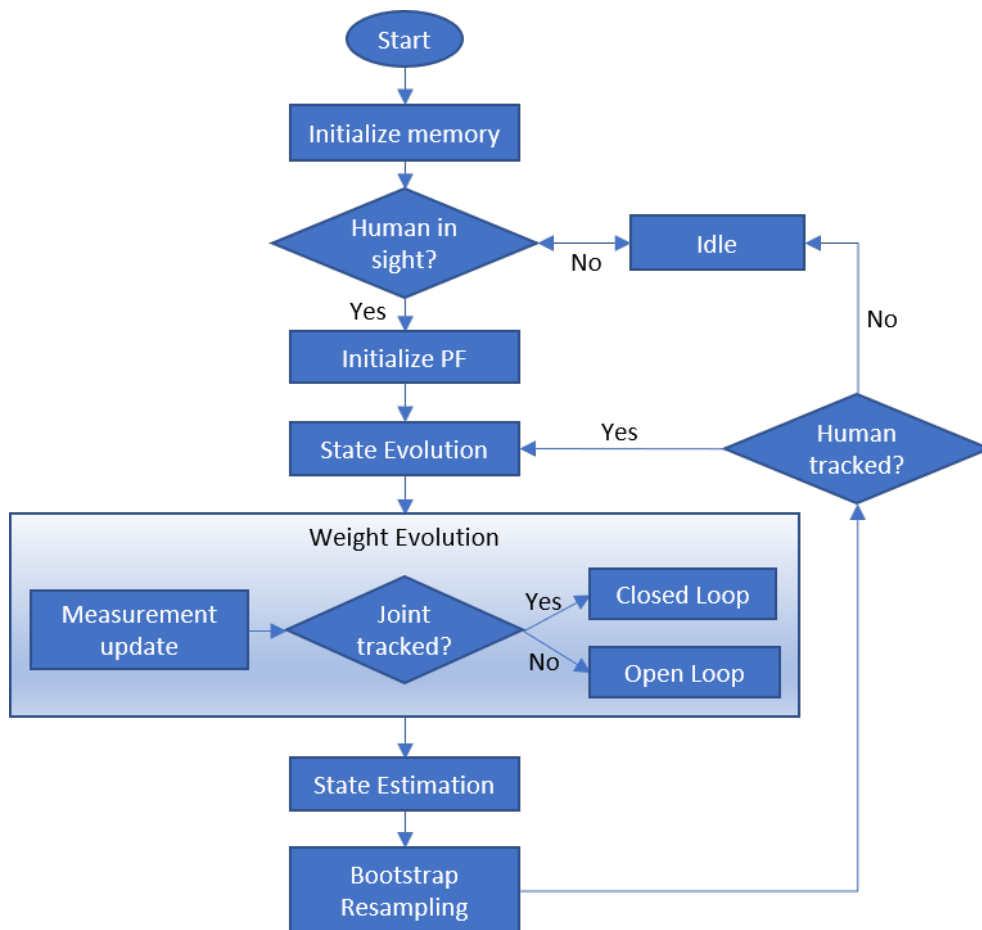 Start
Initialize memory
Human in
sight?
No
Idle
Yes
No
Initialize PF
State Evolution
Yes
Human
tracked?
Weight Evolution
Measurement
update
Joint
tracked?
Yes
Closed Loop
No
Open Loop
State Estimation
Bootstrap
Resampling